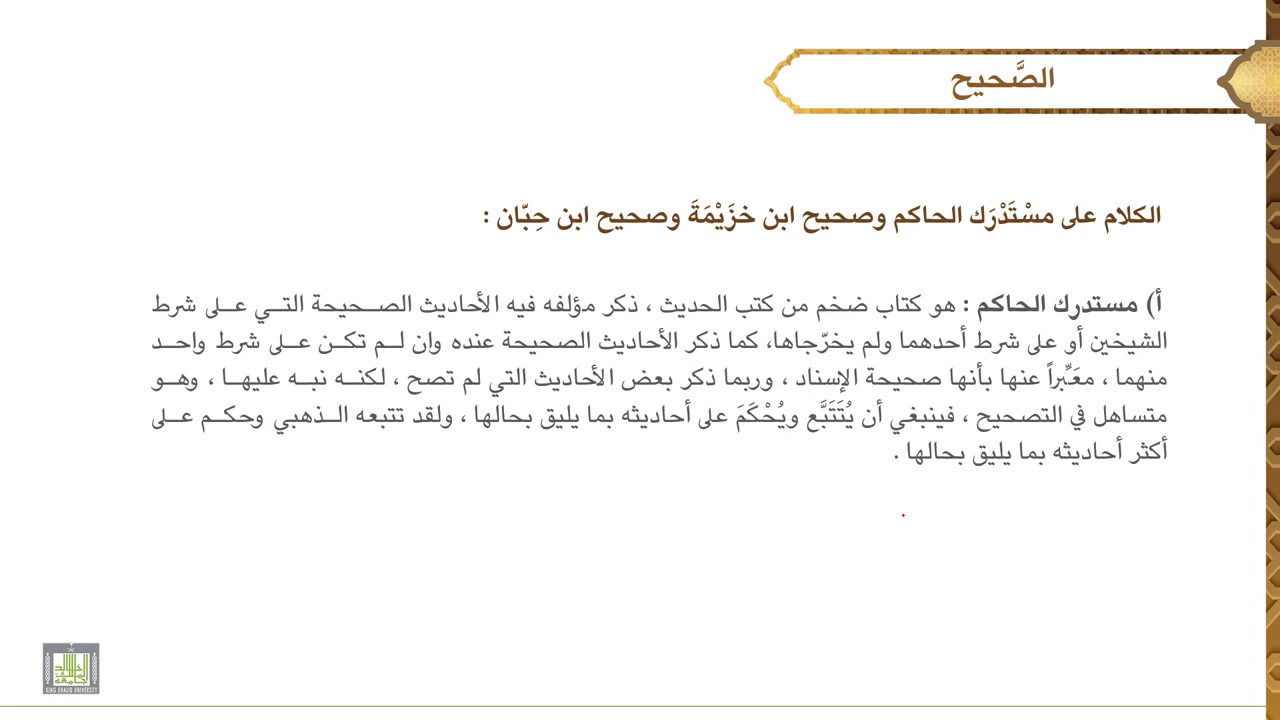 الصَّحيح
الكلام على مسْتَدْرَك الحاكم وصحيح ابن خزَيْمَةَ وصحيح ابن حِبّان :
أ) مستدرك الحاكم : هو كتاب ضخم من كتب الحديث ، ذكر مؤلفه فيه الأحاديث الصـحيحة التـي عـلى شرط
الشيخين أو على شرط أحدهما ولم يخرّجاها، كما ذكر الأحاديث الصحيحة عنده وان لـم تكـن عـلى شرط واحـد
منهما ، معَبِّراً عنها بأنها صحيحة الإسناد ، وربما ذكر بعض الأحاديث التي لم تصح ، لكنـه نبـه عليهـا ، وهـو
متساهل في التصحيح ، فينبغي أن يُتَتَبَّع ويُحْكَمَ على أحاديثه بما يليق بحالها ، ولقد تتبعه الـذهبي وحكـم عـلى
أكثر أحاديثه بما يليق بحالها .
KING KHALID UNIVERSITY